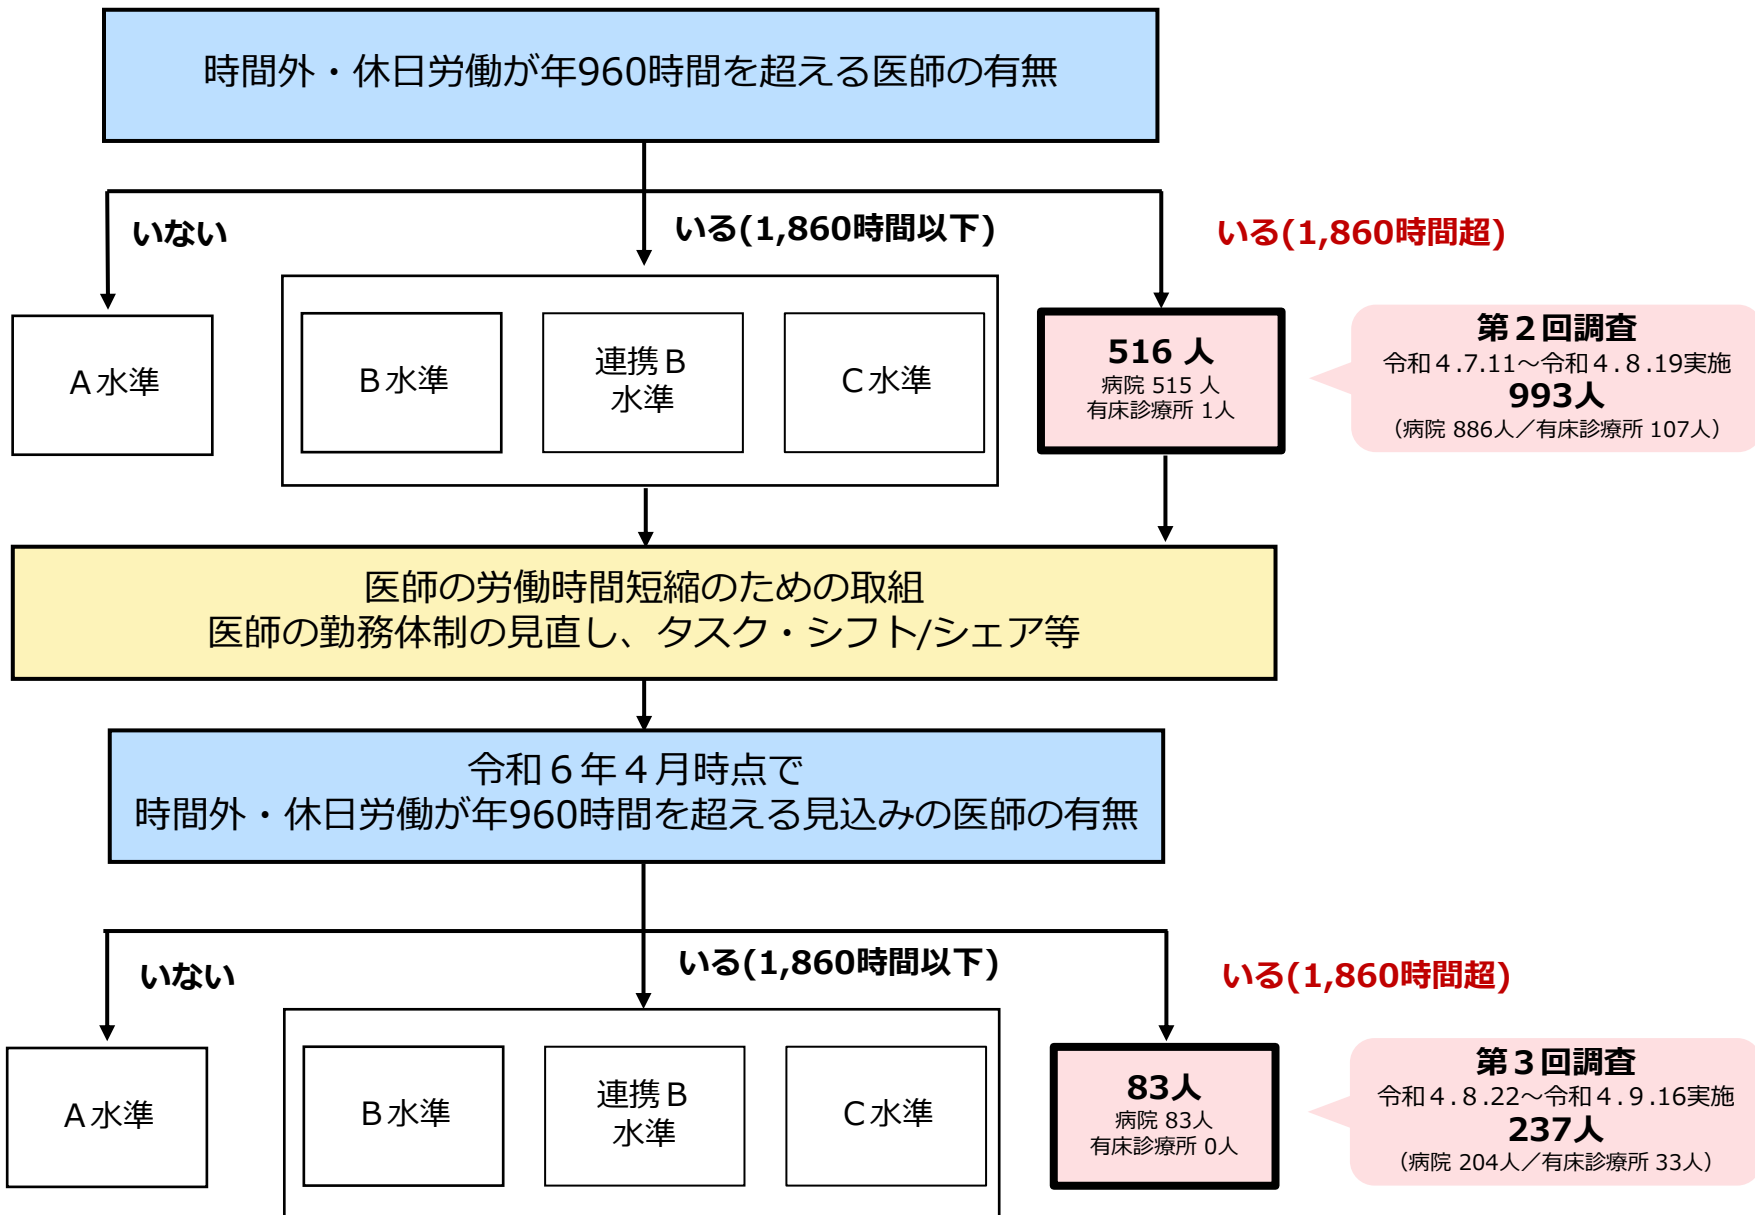 時間外・休日労働が年960時間を超える医師の有無
いない
いる(1,860時間以下)
いる(1,860時間超)
A水準
B水準
連携B
水準
C水準
516 人
病院 515 人
有床診療所 1人
第２回調査
令和４.7.11～令和４.８.19実施
993人
（病院 886人／有床診療所 107人）
医師の労働時間短縮のための取組
医師の勤務体制の見直し、タスク・シフト/シェア等
令和６年４月時点で
時間外・休日労働が年960時間を超える見込みの医師の有無
いない
いる(1,860時間以下)
いる(1,860時間超)
A水準
B水準
連携B
水準
C水準
83人
病院 83人
有床診療所 0人
第３回調査
令和４.８.22～令和４.９.16実施
237人
（病院 204人／有床診療所 33人）